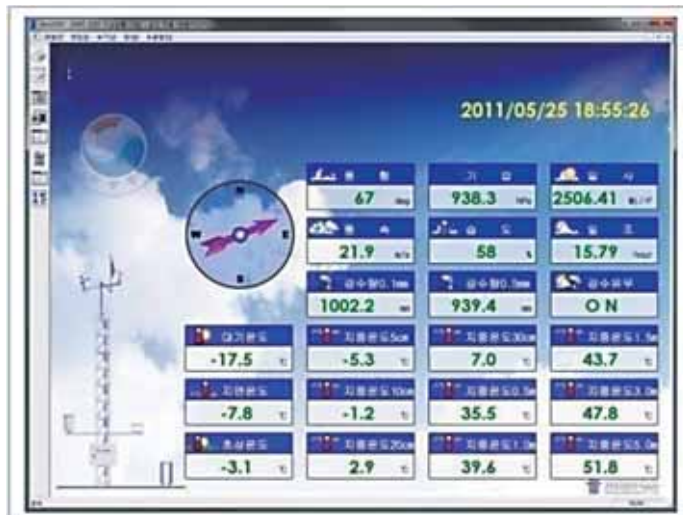 2011/05/25 18:55:26
N
W E
S
풍 향 기 압 일 사
67 deg 938.3 hPa 2506.41
풍 속 습 도 일 조
21.9 m/s 58 % 15.79 hour
강수량0.1mm 강수량0.5mm 강수유무
1002.2 mm 939.4 mm ON
대기온도 지중온도5cm 지중온도30cm 지중온도1.5m
-17.5 ℃ -5.3 ℃ 7.0 ℃ 43.7 ℃
지면온도 지중온도10cm 지중온도0.5m 지중온도3.0m
-7.8 ℃ -1.2 ℃ 35.5 ℃ 47.8 ℃
초상온도 지중온도20cm 지중온도1.0m 지중온도5.0m
-3.1 ℃ 2.9 ℃ 39.6 ℃ 51.8 ℃